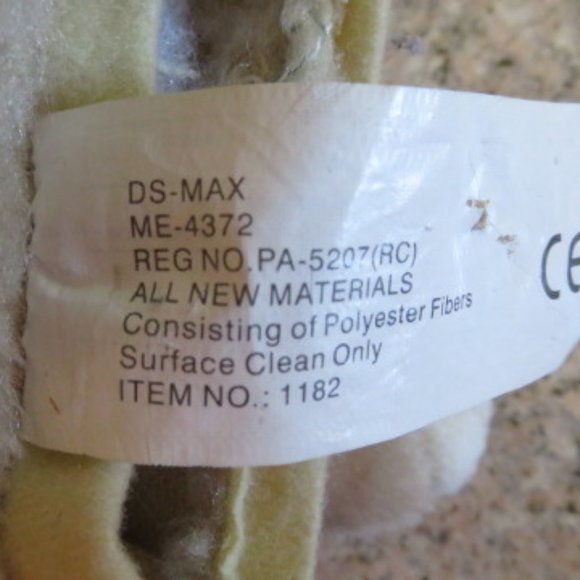 DS-MAX
ME-4372
REG NO. PA-5207(RC)
ALL NEW MATERIALS
Consisting of Polyester Fibers
Surface Clean Only
ITEM NO.: 1182
CE